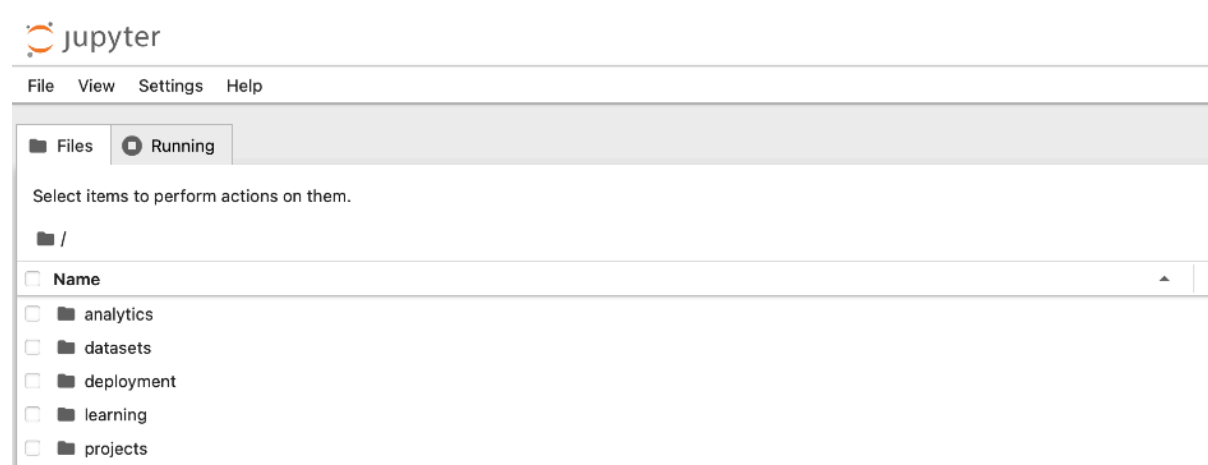 jupyter
File View Settings Help
Files Running
Select items to perform actions on them.
/
Name
analytics
datasets
deployment
learning
projects